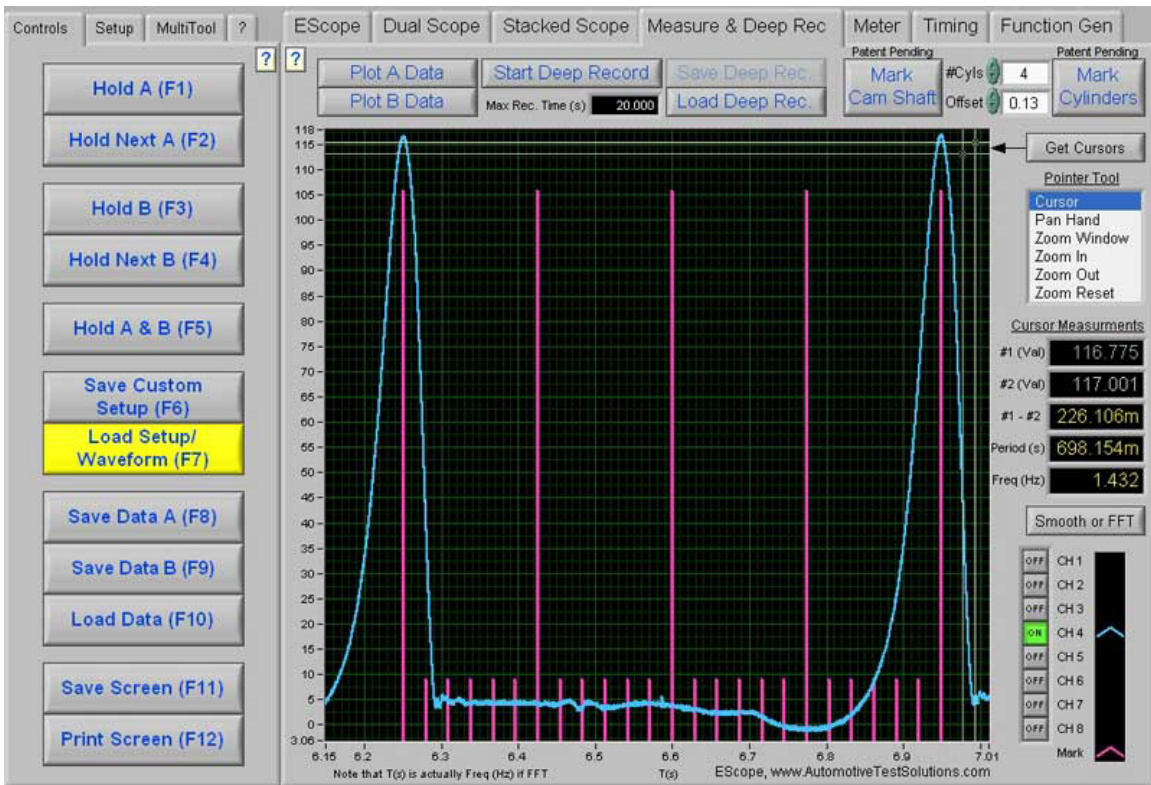 Controls Setup MultiTool ?
?
Hold A (F1)
Hold Next A (F2)
Hold B (F3)
Hold Next B (F4)
Hold A & B (F5)
Save Custom
Setup (F6)
Load Setup/
Waveform (F7)
Save Data A (F8)
Save Data B (F9)
Load Data (F10)
Save Screen (F11)
Print Screen (F12)
EScope Dual Scope Stacked Scope Measure & Deep Rec Meter Timing Function Gen
?
Plot A Data Start Deep Record Save Deep Rec.
Plot B Data Max Rec. Time (s) 20.000 Load Deep Rec.
Patent Pending
Mark
Cam Shaft
#Cyls 4
Offset 0.13
Patent Pending
Mark
Cylinders
118
115
110
105
100
95
90
85
80
75
70
65
60
55
50
45
40
35
30
25
20
15
10
5
0
3.06
6.15 6.2 6.3 6.4 6.5 6.6 6.7 6.8 6.9 7.01
Note that T(s) is actually Freq (Hz) if FFT T(s) EScope, www.AutomotiveTestSolutions.com
Get Cursors
Pointer Tool
Cursor
Pan Hand
Zoom Window
Zoom In
Zoom Out
Zoom Reset
Cursor Measurments
#1 (Val) 116.775
#2 (Val) 117.001
#1 - #2 226.106m
Period (s) 698.154m
Freq (Hz) 1.432
Smooth or FFT
OFF CH 1
OFF CH 2
OFF CH 3
ON CH 4
OFF CH 5
OFF CH 6
OFF CH 7
OFF CH 8
Mark